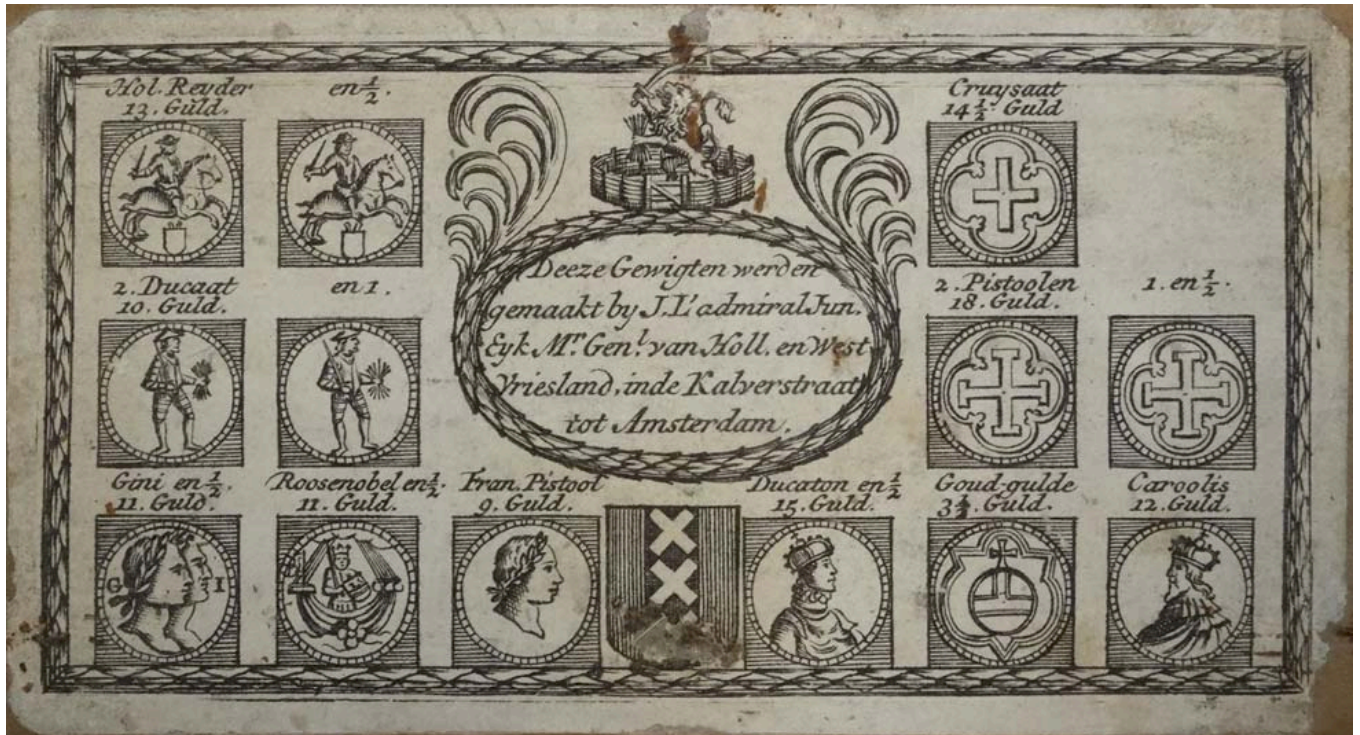 Hol. Reyder
13. Guld.
en 1/2.
Cruysaat
14 1/2 Guld
2. Ducaat
10. Guld.
en 1.
Deeze Gewigten werden
gemaakt by J. L'admiral Jun.
Eyk Mr. Genl. van Holl. en West
Vriesland, inde Kalverstraat
tot Amsterdam.
2. Pistoolen
18. Guld.
1. en 1/2.
Gini en 1/2.
11. Guld.
Roosenobel en 1/2.
11. Guld.
Fran. Pistool
9. Guld.
Ducaton en 1/2
15. Guld.
Goud-gulde
Guld.
Caroolis
12. Guld.
G I